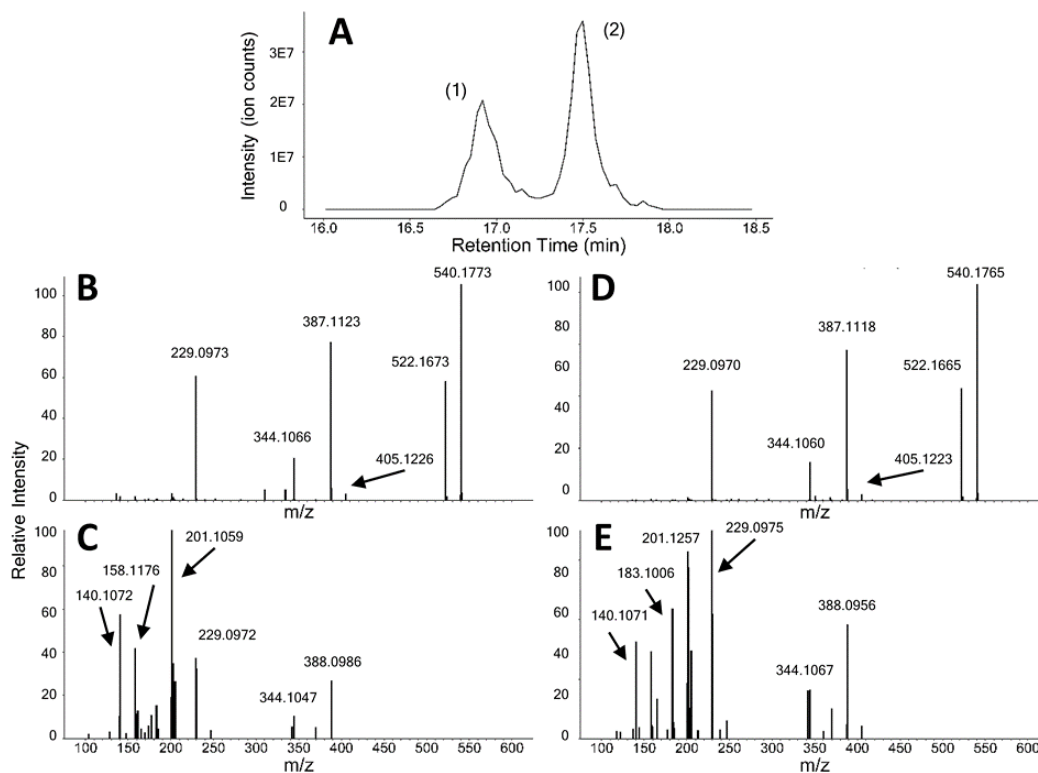 A
(1)
(2)
Intensity (ion counts)
3E7
2E7
1E7
0
16.0 16.5 17.0 17.5 18.0 18.5
Retention Time (min)
Relative Intensity
B
100
80
60
40
20
0
229.0973
344.1066
387.1123
405.1226
522.1673
540.1773
m/z
D
100
80
60
40
20
0
229.0970
344.1060
387.1118
405.1223
522.1665
540.1765
m/z
C
100
80
60
40
20
0
140.1072
158.1176
201.1059
229.0972
344.1047
388.0986
100 150 200 250 300 350 400 450 500 550 600
m/z
E
100
80
60
40
20
0
140.1071
183.1006
201.1257
229.0975
344.1067
388.0956
100 150 200 250 300 350 400 450 500 550 600
m/z